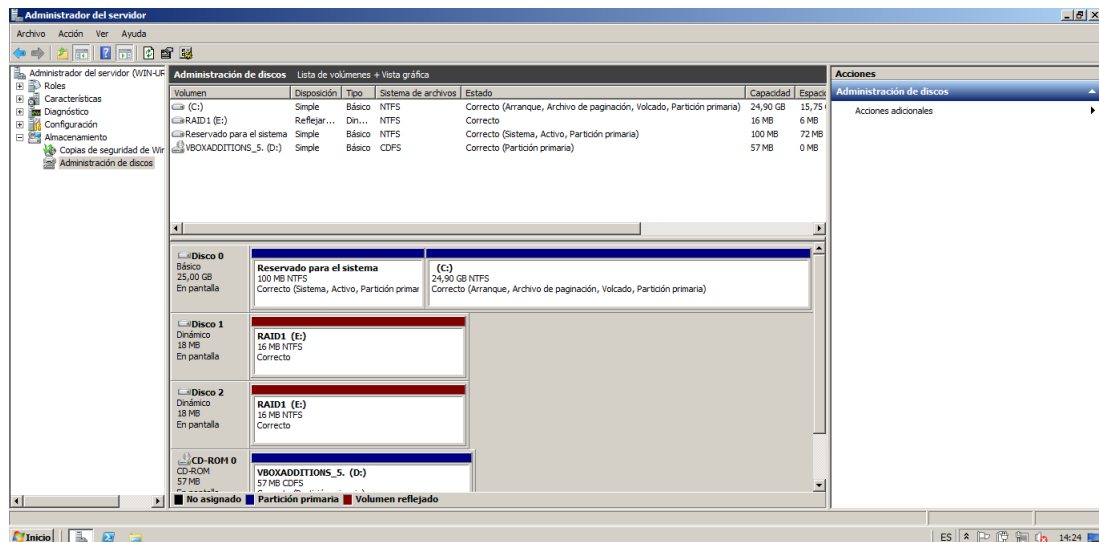 Administrador del servidor
Archivo Acción Ver Ayuda
Administrador del servidor (WIN-UR
Roles
Características
Diagnóstico
Configuración
Almacenamiento
Copias de seguridad de Wir
Administración de discos
Administración de discos Lista de volúmenes + Vista gráfica
Volumen Disposición Tipo Sistema de archivos Estado Capacidad Espacio
(C:) Simple Básico NTFS Correcto (Arranque, Archivo de paginación, Volcado, Partición primaria) 24,90 GB 15,75
RAID1 (E:) Reflejar... Din... NTFS Correcto 16 MB 6 MB
Reservado para el sistema Simple Básico NTFS Correcto (Sistema, Activo, Partición primaria) 100 MB 72 MB
VBOXADDITIONS_5. (D:) Simple Básico CDFS Correcto (Partición primaria) 57 MB 0 MB
Disco 0
Básico
25,00 GB
En pantalla
Reservado para el sistema
100 MB NTFS
Correcto (Sistema, Activo, Partición primar
(C:)
24,90 GB NTFS
Correcto (Arranque, Archivo de paginación, Volcado, Partición primaria)
Disco 1
Dinámico
18 MB
En pantalla
RAID1 (E:)
16 MB NTFS
Correcto
Disco 2
Dinámico
18 MB
En pantalla
RAID1 (E:)
16 MB NTFS
Correcto
CD-ROM 0
CD-ROM
57 MB
VBOXADDITIONS_5. (D:)
57 MB CDFS
No asignado Partición primaria Volumen reflejado
Acciones
Administración de discos
Acciones adicionales
Inicio
ES 14:24